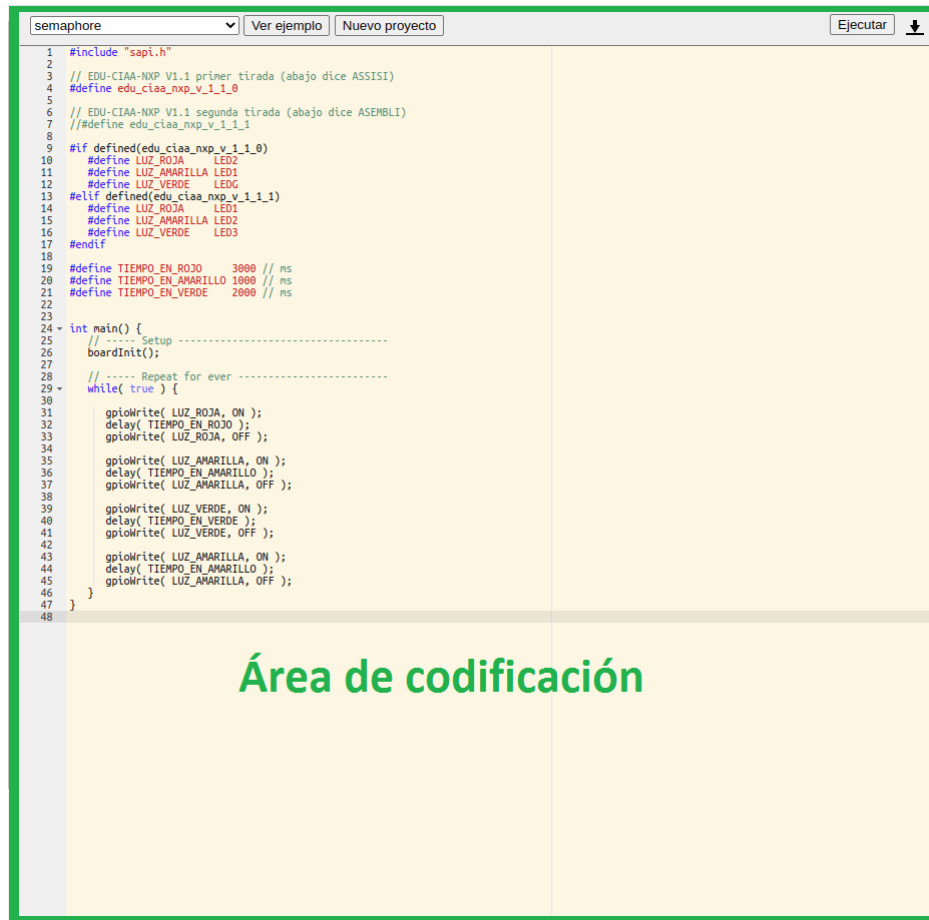 semaphore Ver ejemplo Nuevo proyecto Ejecutar
1 #include "sapi.h"
2
3 // EDU-CIAA-NXP V1.1 primer tirada (abajo dice ASSISI)
4 #define edu_ciaa_nxp_v_1_1_0
5
6 // EDU-CIAA-NXP V1.1 segunda tirada (abajo dice ASEMBLI)
7 //#define edu_ciaa_nxp_v_1_1_1
8
9 #if defined(edu_ciaa_nxp_v_1_1_0)
10    #define LUZ_ROJA     LED2
11    #define LUZ_AMARILLA LED1
12    #define LUZ_VERDE    LEDG
13 #elif defined(edu_ciaa_nxp_v_1_1_1)
14    #define LUZ_ROJA     LED1
15    #define LUZ_AMARILLA LED2
16    #define LUZ_VERDE    LED3
17 #endif
18
19 #define TIEMPO_EN_ROJO     3000 // ms
20 #define TIEMPO_EN_AMARILLO 1000 // ms
21 #define TIEMPO_EN_VERDE    2000 // ms
22
23
24 int main() {
25    // ----- Setup -----------------------------------
26    boardInit();
27
28    // ----- Repeat for ever -------------------------
29    while( true ) {
30
31       gpioWrite( LUZ_ROJA, ON );
32       delay( TIEMPO_EN_ROJO );
33       gpioWrite( LUZ_ROJA, OFF );
34
35       gpioWrite( LUZ_AMARILLA, ON );
36       delay( TIEMPO_EN_AMARILLO );
37       gpioWrite( LUZ_AMARILLA, OFF );
38
39       gpioWrite( LUZ_VERDE, ON );
40       delay( TIEMPO_EN_VERDE );
41       gpioWrite( LUZ_VERDE, OFF );
42
43       gpioWrite( LUZ_AMARILLA, ON );
44       delay( TIEMPO_EN_AMARILLO );
45       gpioWrite( LUZ_AMARILLA, OFF );
46    }
47 }
48
Área de codificación